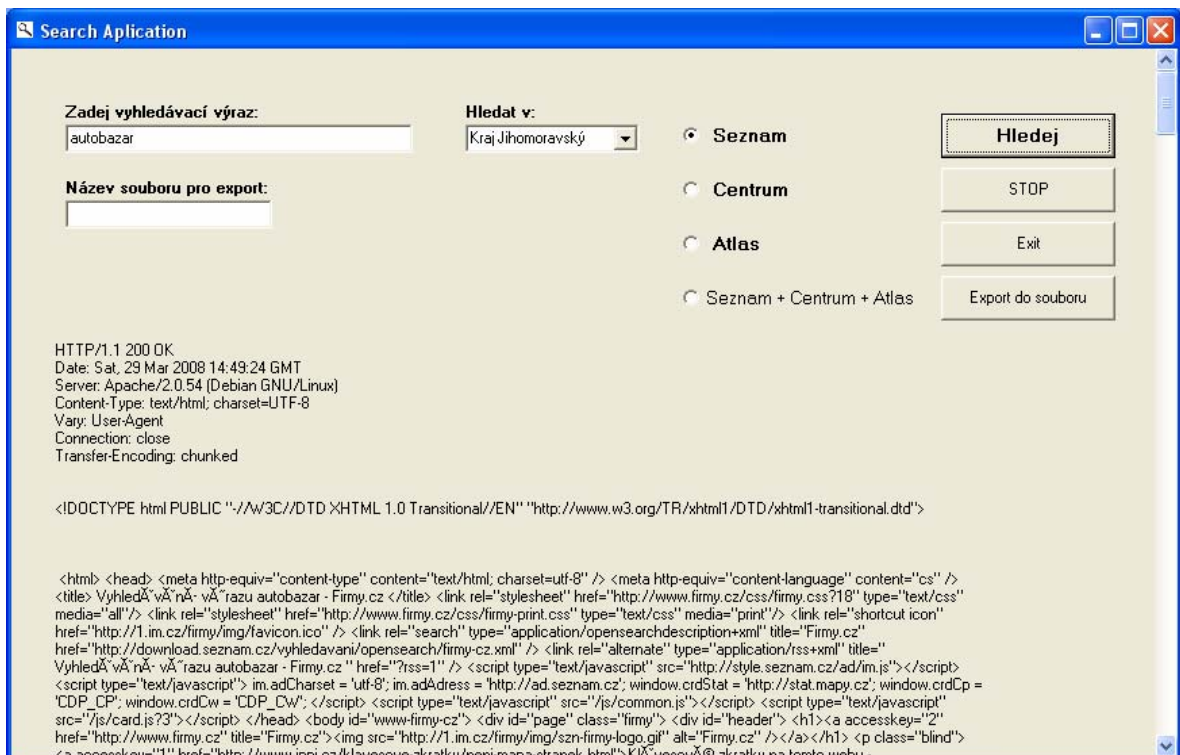 Search Aplication
Zadej vyhledávací výraz:
autobazar
Hledat v:
Kraj Jihomoravský
Název souboru pro export:
Seznam
Centrum
Atlas
Seznam + Centrum + Atlas
Hledej
STOP
Exit
Export do souboru
HTTP/1.1 200 OK
Date: Sat, 29 Mar 2008 14:49:24 GMT
Server: Apache/2.0.54 (Debian GNU/Linux)
Content-Type: text/html; charset=UTF-8
Vary: User-Agent
Connection: close
Transfer-Encoding: chunked
<!DOCTYPE html PUBLIC "-//W3C//DTD XHTML 1.0 Transitional//EN" "http://www.w3.org/TR/xhtml1/DTD/xhtml1-transitional.dtd">
<html> <head> <meta http-equiv="content-type" content="text/html; charset=utf-8" /> <meta http-equiv="content-language" content="cs" />
<title> VyhledĂˇvĂˇnĂ- vĂ˝razu autobazar - Firmy.cz </title> <link rel="stylesheet" href="http://www.firmy.cz/css/firmy.css?18" type="text/css"
media="all"/> <link rel="stylesheet" href="http://www.firmy.cz/css/firmy-print.css" type="text/css" media="print"/> <link rel="shortcut icon"
href="http://1.im.cz/firmy/img/favicon.ico" /> <link rel="search" type="application/opensearchdescription+xml" title="Firmy.cz"
href="http://download.seznam.cz/vyhledavani/opensearch/firmy-cz.xml" /> <link rel="alternate" type="application/rss+xml" title="
VyhledĂˇvĂˇnĂ- vĂ˝razu autobazar - Firmy.cz " href="?rss=1" /> <script type="text/javascript" src="http://style.seznam.cz/ad/im.js"></script>
<script type="text/javascript"> im.adCharset = 'utf-8'; im.adAdress = 'http://ad.seznam.cz'; window.crdStat = 'http://stat.mapy.cz'; window.crdCp =
'CDP_CP'; window.crdCw = 'CDP_CW'; </script> <script type="text/javascript" src="/js/common.js"></script> <script type="text/javascript"
src="/js/card.js?3"></script> </head> <body id="www-firmy-cz"> <div id="page" class="firmy"> <div id="header"> <h1><a accesskey="2"
href="http://www.firmy.cz" title="Firmy.cz"><img src="http://1.im.cz/firmy/img/szn-firmy-logo.gif" alt="Firmy.cz" /></a></h1> <p class="blind">